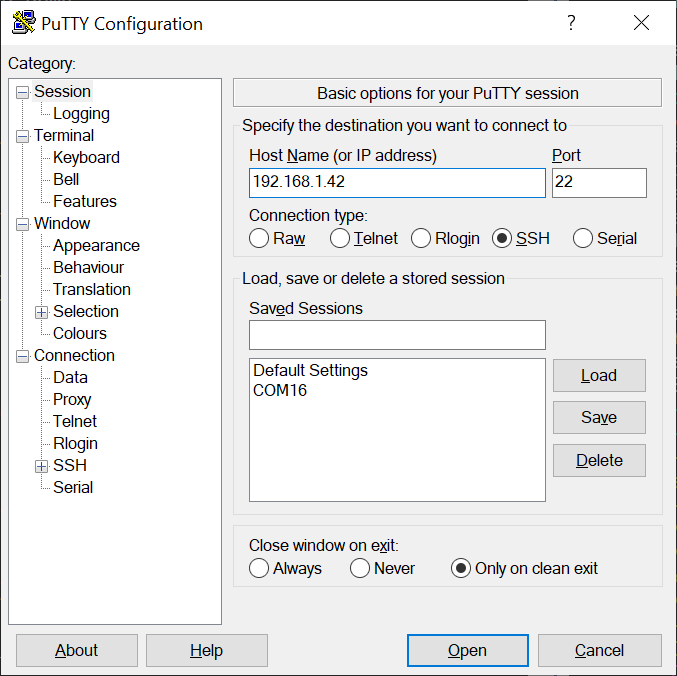 PuTTY Configuration
?
Category:
Session
Logging
Terminal
Keyboard
Bell
Features
Window
Appearance
Behaviour
Translation
Selection
Colours
Connection
Data
Proxy
Telnet
Rlogin
SSH
Serial
Basic options for your PuTTY session
Specify the destination you want to connect to
Host Name (or IP address) Port
192.168.1.42 22
Connection type:
Raw Telnet Rlogin SSH Serial
Load, save or delete a stored session
Saved Sessions
Default Settings
COM16
Load
Save
Delete
Close window on exit:
Always Never Only on clean exit
About Help Open Cancel